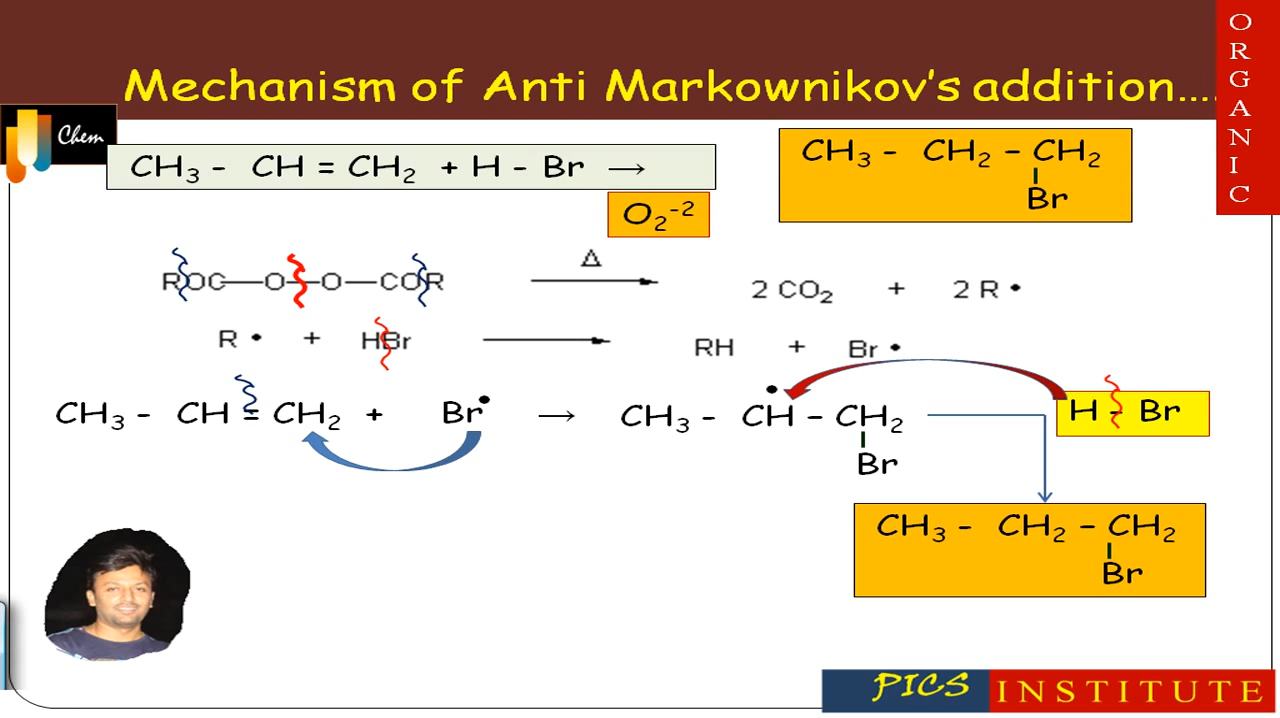 Mechanism of Anti Markownikov's addition....
ORGANIC
Chem
CH₃ - CH = CH₂ + H - Br →
O₂⁻²
CH₃ - CH₂ – CH₂
Br
ROC—O—O—COR
Δ
2 CO₂ + 2 R •
R • + HBr
RH + Br •
CH₃ - CH = CH₂ + Br• → CH₃ - CH – CH₂
Br
H - Br
CH₃ - CH₂ – CH₂
Br
PICS INSTITUTE